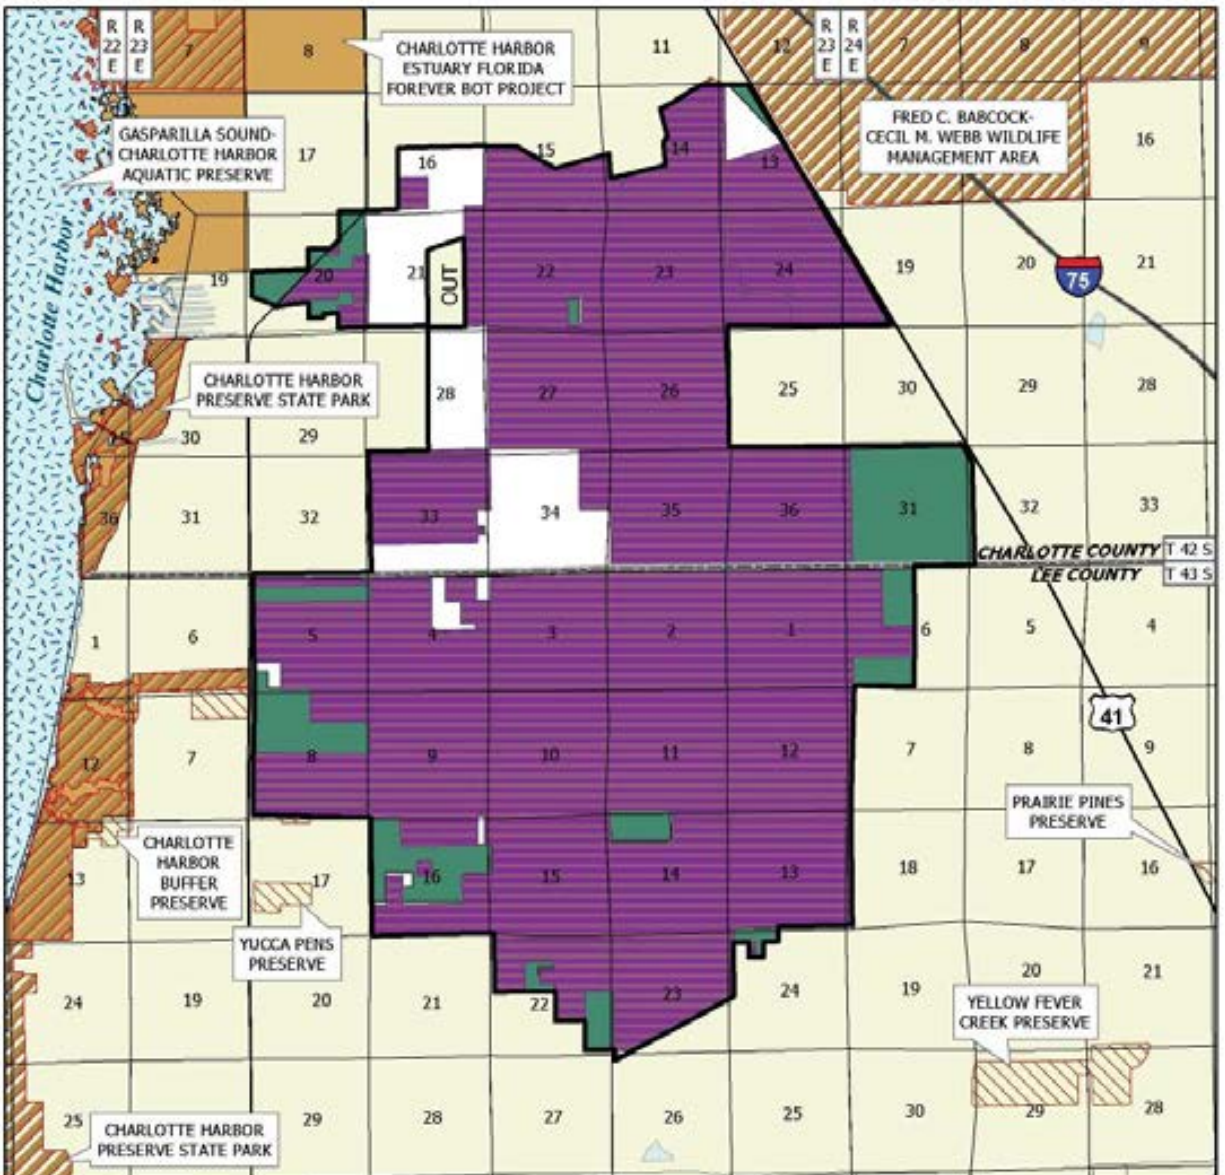 R
22
E
R
23
E
7
8
CHARLOTTE HARBOR
ESTUARY FLORIDA
FOREVER BOT PROJECT
11
12
R
23
E
R
24
E
7
8
9
GASPARILLA SOUND-
CHARLOTTE HARBOR
AQUATIC PRESERVE
17
16
15
14
13
FRED C. BABCOCK-
CECIL M. WEBB WILDLIFE
MANAGEMENT AREA
16
Charlotte Harbor
19
20
21
OUT
22
23
24
19
20
75
21
CHARLOTTE HARBOR
PRESERVE STATE PARK
28
27
26
25
30
29
28
25
30
29
36
31
32
33
34
35
36
31
32
33
CHARLOTTE COUNTY
T 42 S
LEE COUNTY
T 43 S
1
6
5
4
3
2
1
6
5
4
41
12
7
8
9
10
11
12
7
8
9
PRAIRIE PINES
PRESERVE
CHARLOTTE
HARBOR
BUFFER
PRESERVE
13
17
16
15
14
13
18
17
16
YUCCA PENS
PRESERVE
24
19
20
21
22
23
24
19
20
21
YELLOW FEVER
CREEK PRESERVE
25
CHARLOTTE HARBOR
PRESERVE STATE PARK
29
28
27
26
25
30
29
28